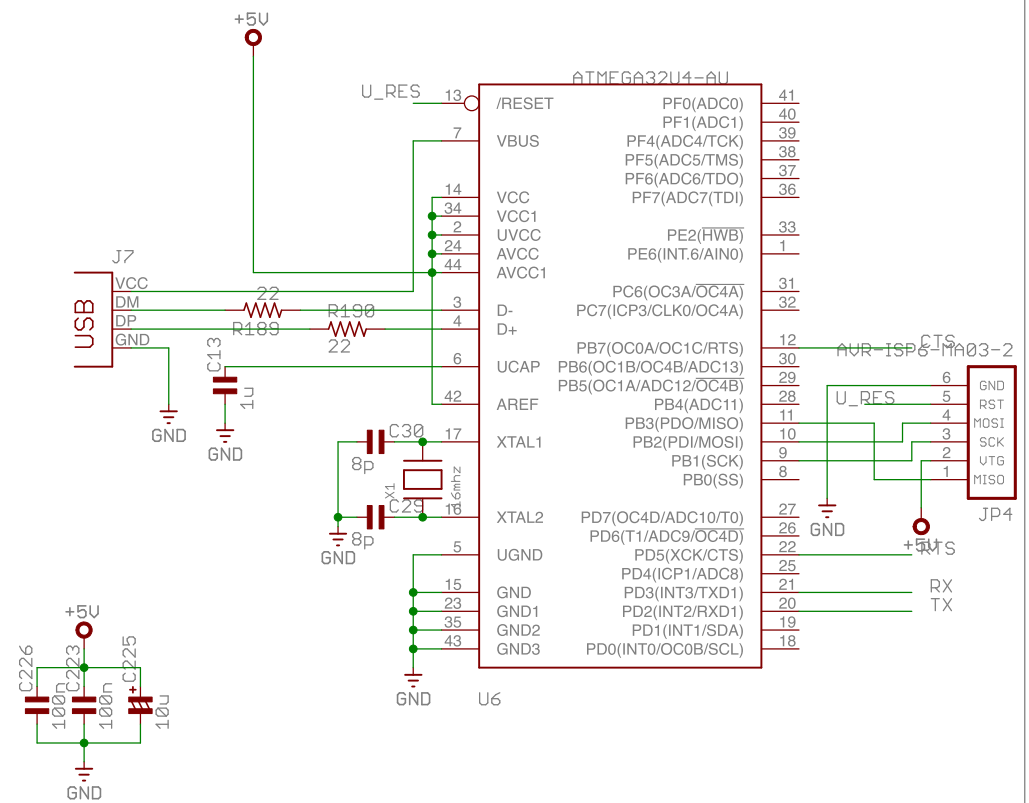 +5V
ATMEGA32U4-AU
U_RES
13 /RESET
7 VBUS
14 VCC
34 VCC1
2 UVCC
24 AVCC
44 AVCC1
3 D-
4 D+
6 UCAP
42 AREF
17 XTAL1
16 XTAL2
5 UGND
15 GND
23 GND1
35 GND2
43 GND3
PF0(ADC0) 41
PF1(ADC1) 40
PF4(ADC4/TCK) 39
PF5(ADC5/TMS) 38
PF6(ADC6/TDO) 37
PF7(ADC7(TDI) 36
PE2(HWB) 33
PE6(INT.6/AIN0) 1
PC6(OC3A/OC4A) 31
PC7(ICP3/CLK0/OC4A) 32
PB7(OC0A/OC1C/RTS) 12
PB6(OC1B/OC4B/ADC13) 30
PB5(OC1A/ADC12/OC4B) 29
PB4(ADC11) 28
PB3(PDO/MISO) 11
PB2(PDI/MOSI) 10
PB1(SCK) 9
PB0(SS) 8
PD7(OC4D/ADC10/T0) 27
PD6(T1/ADC9/OC4D) 26
PD5(XCK/CTS) 22
PD4(ICP1/ADC8) 25
PD3(INT3/TXD1) 21
PD2(INT2/RXD1) 20
PD1(INT1/SDA) 19
PD0(INT0/OC0B/SCL) 18
U6
J7
USB
VCC
DM
DP
GND
22
R189
R190
22
GND
C13
1u
GND
C30
8p
X1
16mhz
C29
8p
GND
GND
CTS
AVR-ISP6-MA03-2
U_RES
6 GND
5 RST
4 MOSI
3 SCK
2 VTG
1 MISO
JP4
GND
+5V
RTS
RX
TX
+5V
C226
100n
C223
100n
C225
+
10u
GND